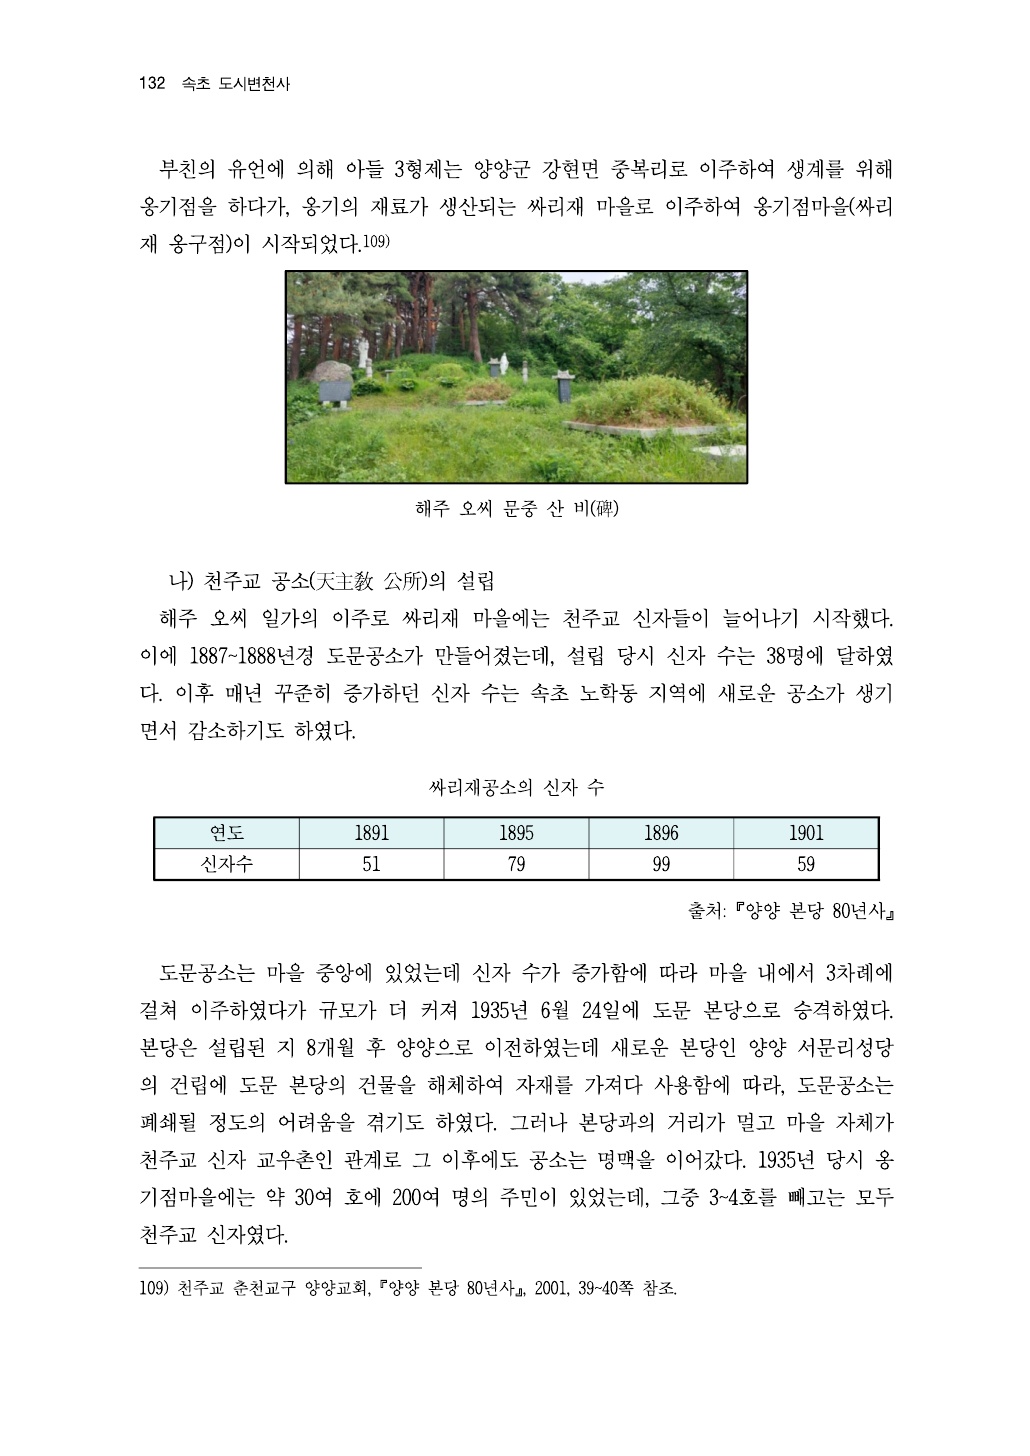 132 속초 도시변천사
부친의 유언에 의해 아들 3형제는 양양군 강현면 중복리로 이주하여 생계를 위해
옹기점을 하다가, 옹기의 재료가 생산되는 싸리재 마을로 이주하여 옹기점마을(싸리
재 옹구점)이 시작되었다.109)
해주 오씨 문중 산 비(碑)
나) 천주교 공소(天主敎 公所)의 설립
해주 오씨 일가의 이주로 싸리재 마을에는 천주교 신자들이 늘어나기 시작했다.
이에 1887~1888년경 도문공소가 만들어졌는데, 설립 당시 신자 수는 38명에 달하였
다. 이후 매년 꾸준히 증가하던 신자 수는 속초 노학동 지역에 새로운 공소가 생기
면서 감소하기도 하였다.
싸리재공소의 신자 수
연도 1891 1895 1896 1901
신자수 51 79 99 59
출처: 『양양 본당 80년사』
도문공소는 마을 중앙에 있었는데 신자 수가 증가함에 따라 마을 내에서 3차례에
걸쳐 이주하였다가 규모가 더 커져 1935년 6월 24일에 도문 본당으로 승격하였다.
본당은 설립된 지 8개월 후 양양으로 이전하였는데 새로운 본당인 양양 서문리성당
의 건립에 도문 본당의 건물을 해체하여 자재를 가져다 사용함에 따라, 도문공소는
폐쇄될 정도의 어려움을 겪기도 하였다. 그러나 본당과의 거리가 멀고 마을 자체가
천주교 신자 교우촌인 관계로 그 이후에도 공소는 명맥을 이어갔다. 1935년 당시 옹
기점마을에는 약 30여 호에 200여 명의 주민이 있었는데, 그중 3~4호를 빼고는 모두
천주교 신자였다.
109) 천주교 춘천교구 양양교회, 『양양 본당 80년사』, 2001, 39~40쪽 참조.